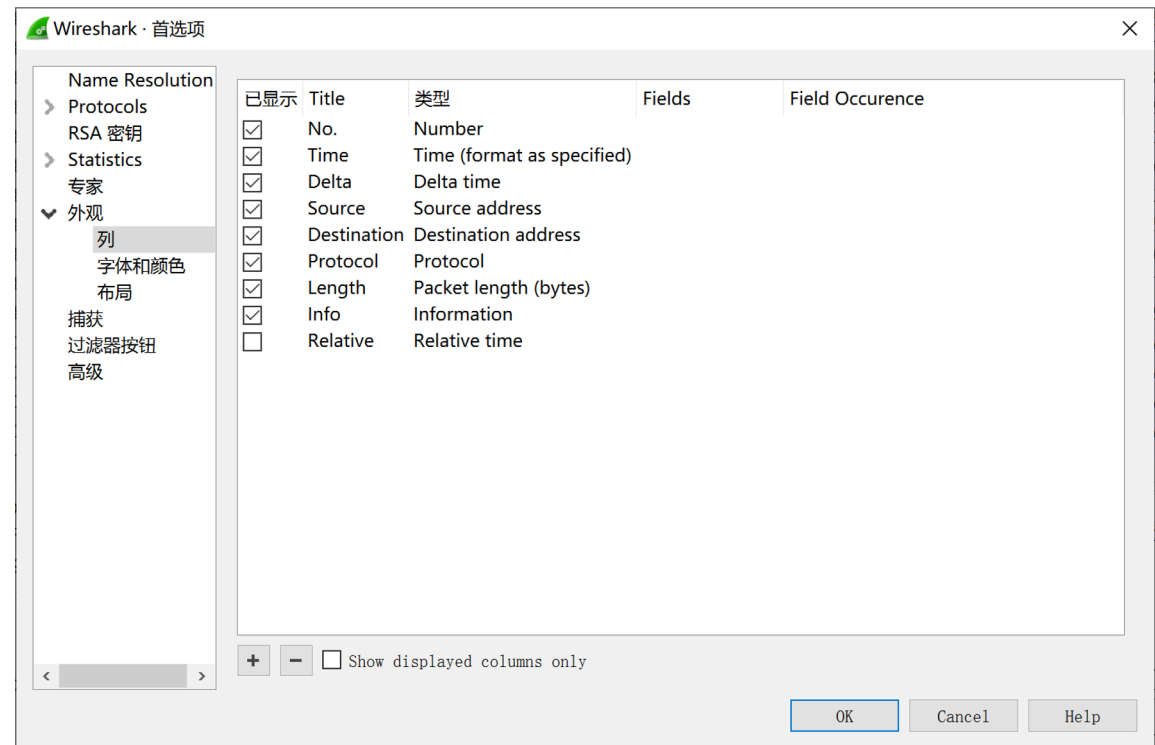 Wireshark · 首选项
Name Resolution
Protocols
RSA 密钥
Statistics
专家
外观
列
字体和颜色
布局
捕获
过滤器按钮
高级
已显示 Title 类型 Fields Field Occurence
No. Number
Time Time (format as specified)
Delta Delta time
Source Source address
Destination Destination address
Protocol Protocol
Length Packet length (bytes)
Info Information
Relative Relative time
Show displayed columns only
OK Cancel Help